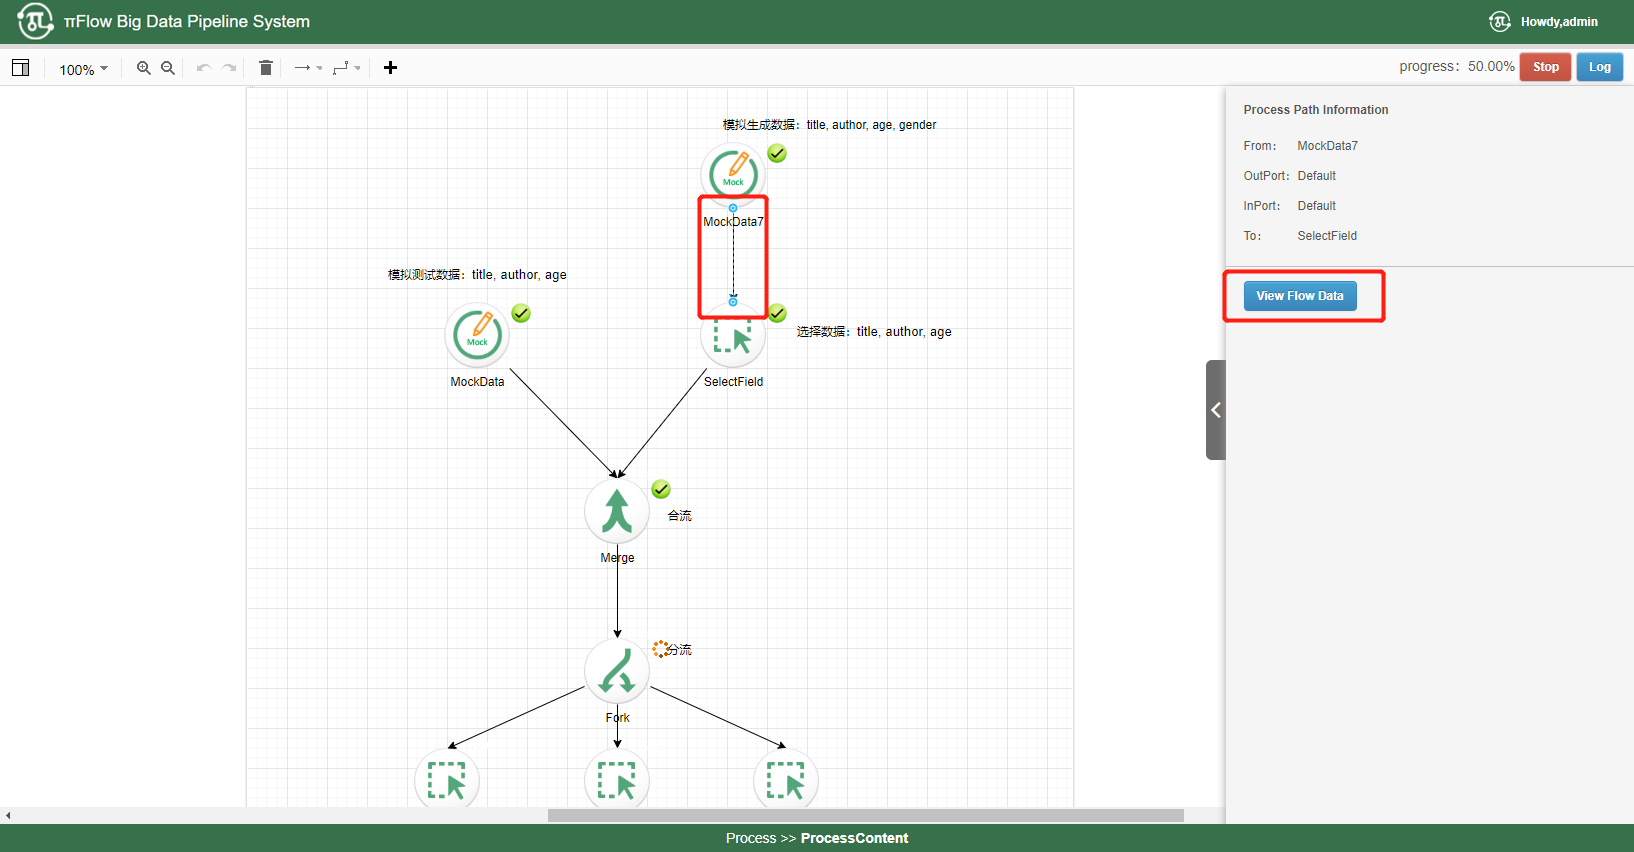 πFlow Big Data Pipeline System
Howdy,admin
100%
progress: 50.00%
Stop
Log
模拟生成数据: title, author, age, gender
Mock
MockData7
模拟测试数据: title, author, age
Mock
MockData
选择数据: title, author, age
SelectField
合流
Merge
分流
Fork
Process Path Information
From: MockData7
OutPort: Default
InPort: Default
To: SelectField
View Flow Data
Process >> ProcessContent